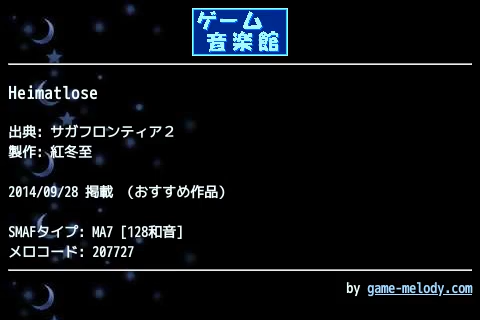 ゲーム
音楽館
Heimatlose
出典: サガフロンティア２
製作: 紅冬至
2014/09/28 掲載 (おすすめ作品)
SMAFタイプ: MA7 [128和音]
メロコード: 207727
by game-melody.com